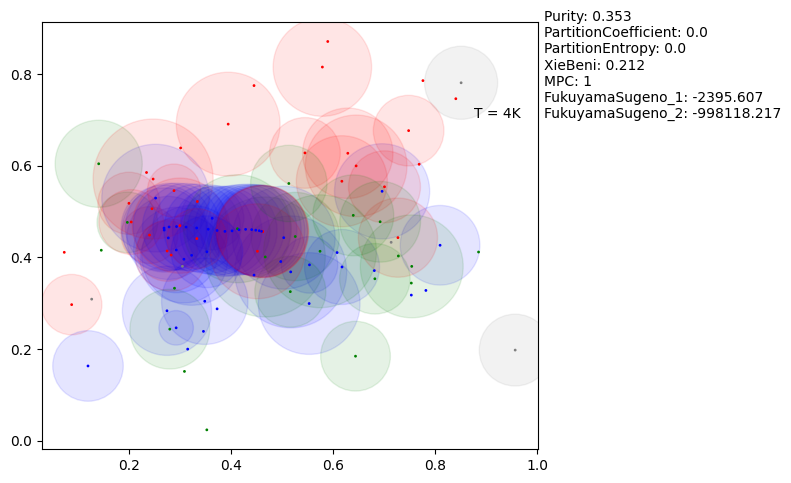 Purity: 0.353
PartitionCoefficient: 0.0
PartitionEntropy: 0.0
XieBeni: 0.212
MPC: 1
FukuyamaSugeno_1: -2395.607
FukuyamaSugeno_2: -998118.217
T = 4K
0.8
0.6
0.4
0.2
0.0
0.2
0.4
0.6
0.8
1.0